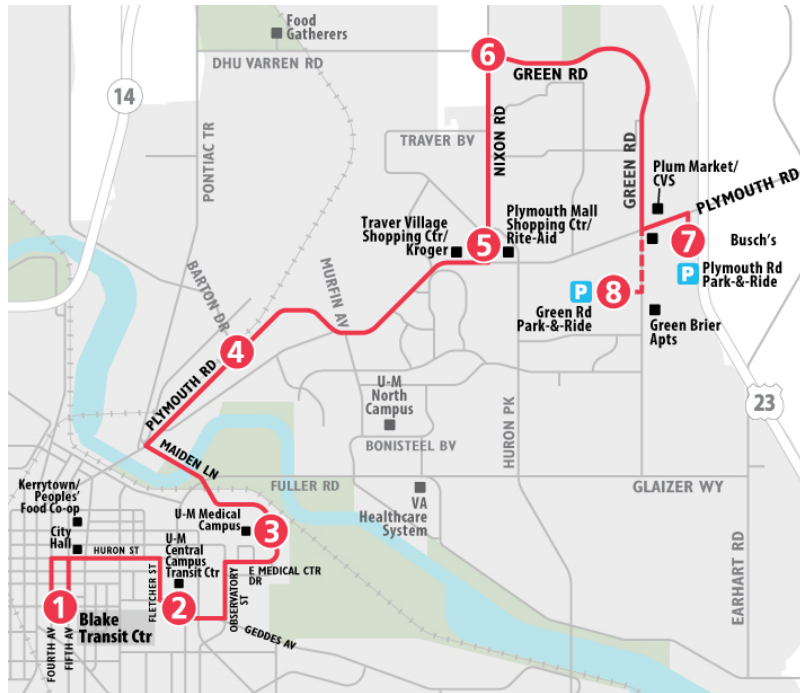 Food
Gatherers
6
DHU VARREN RD
GREEN RD
14
NIXON RD
TRAVER BV
PONTIAC TR
GREEN RD
Plum Market/
CVS
PLYMOUTH RD
Traver Village
Shopping Ctr/
Kroger
5
Plymouth Mall
Shopping Ctr/
Rite-Aid
7
Busch's
P
Plymouth Rd
Park-&-Ride
MURFIN AV
BARTON DR
P
8
Green Rd
Park-&-Ride
Green Brier
Apts
4
PLYMOUTH RD
U-M
North
Campus
HURON PK
23
BONISTEEL BV
MAIDEN LN
FULLER RD
GLAIZER WY
Kerrytown/
Peoples'
Food Co-op
U-M Medical
Campus
3
VA
Healthcare
System
City
Hall
HURON ST
U-M
Central
Campus
Transit Ctr
E MEDICAL CTR
DR
EARHART RD
FLETCHER ST
OBSERVATORY
ST
1
Blake
Transit Ctr
2
GEDDES AV
FOURTH AV
FIFTH AV